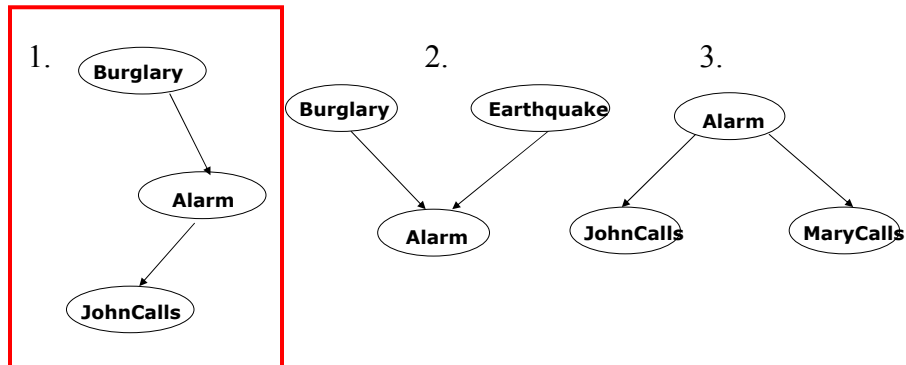 1.
Burglary
Alarm
JohnCalls
2.
Burglary
Earthquake
Alarm
3.
Alarm
JohnCalls
MaryCalls